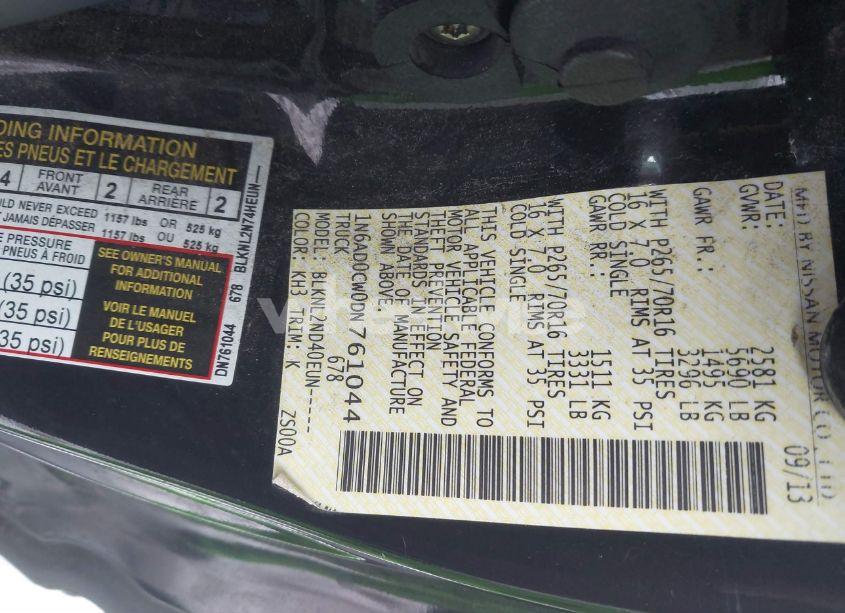 DING INFORMATION
ES PNEUS ET LE CHARGEMENT
4 FRONT AVANT 2 REAR ARRIÈRE 2
ULD NEVER EXCEED 1157 lbs OR 525 kg
T JAMAIS DÉPASSER 1157 lbs OU 525 kg
E PRESSURE
PNEUS À FROID
(35 psi)
(35 psi)
35 psi)
SEE OWNER'S MANUAL
FOR ADDITIONAL
INFORMATION
VOIR LE MANUEL
DE L'USAGER
POUR PLUS DE
RENSEIGNEMENTS
DN761044 678 BLKNL2N74HEUN—
MFD BY NISSAN MOTOR CO., LTD.
DATE: 09/13
GVWR: 2581 KG
5690 LB
GAWR FR.: 1495 KG
3296 LB
WITH P265/70R16 TIRES
16 X 7.0 RIMS AT 35 PSI
COLD SINGLE
GAWR RR.: 1511 KG
3331 LB
WITH P265/70R16 TIRES
16 X 7.0 RIMS AT 35 PSI
COLD SINGLE
THIS VEHICLE CONFORMS TO
ALL APPLICABLE FEDERAL
MOTOR VEHICLE SAFETY AND
THEFT PREVENTION
STANDARDS IN EFFECT ON
THE DATE OF MANUFACTURE
SHOWN ABOVE.
1N6AD0CW0DN761044
TRUCK 678
MODEL: BLKNL2ND40EUN------
COLOR: KH3 TRIM: K ZS00A